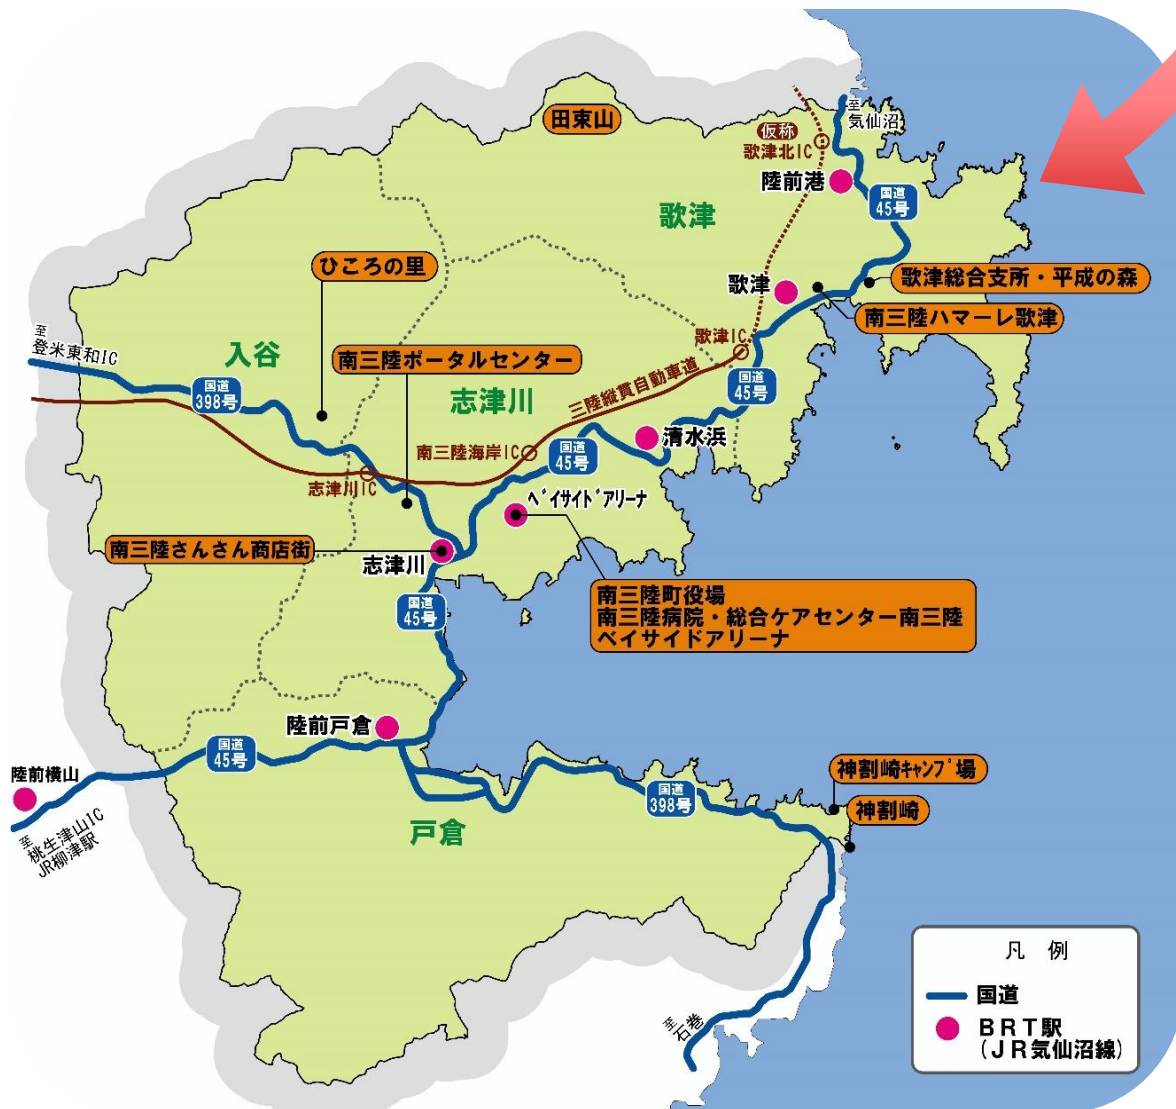 田束山
仮称
歌津北IC
至
気仙沼
陸前港
国道
45号
歌津
ひころの里
歌津
歌津総合支所・平成の森
南三陸ハマーレ歌津
至
登米東和IC
入谷
南三陸ポータルセンター
歌津IC
国道
398号
志津川
三陸縦貫自動車道
国道
45号
南三陸海岸IC
国道
45号
清水浜
志津川IC
ベイサイドアリーナ
南三陸さんさん商店街
志津川
国道
45号
南三陸町役場
南三陸病院・総合ケアセンター南三陸
ベイサイドアリーナ
陸前戸倉
国道
45号
陸前横山
至
桃生津山IC
JR柳津駅
国道
398号
神割崎キャンプ場
神割崎
戸倉
至
石巻
凡 例
国道
BRT駅
(JR気仙沼線)